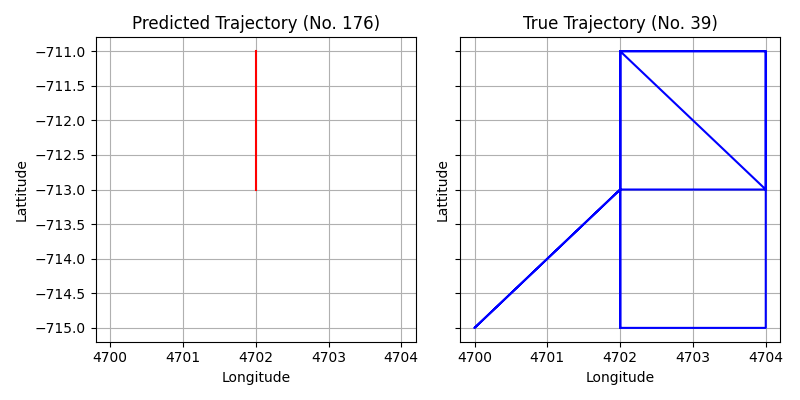 Predicted Trajectory (No. 176)
True Trajectory (No. 39)
−711.0
−711.5
−712.0
−712.5
−713.0
−713.5
−714.0
−714.5
−715.0
Lattitude
Lattitude
4700 4701 4702 4703 4704
4700 4701 4702 4703 4704
Longitude
Longitude